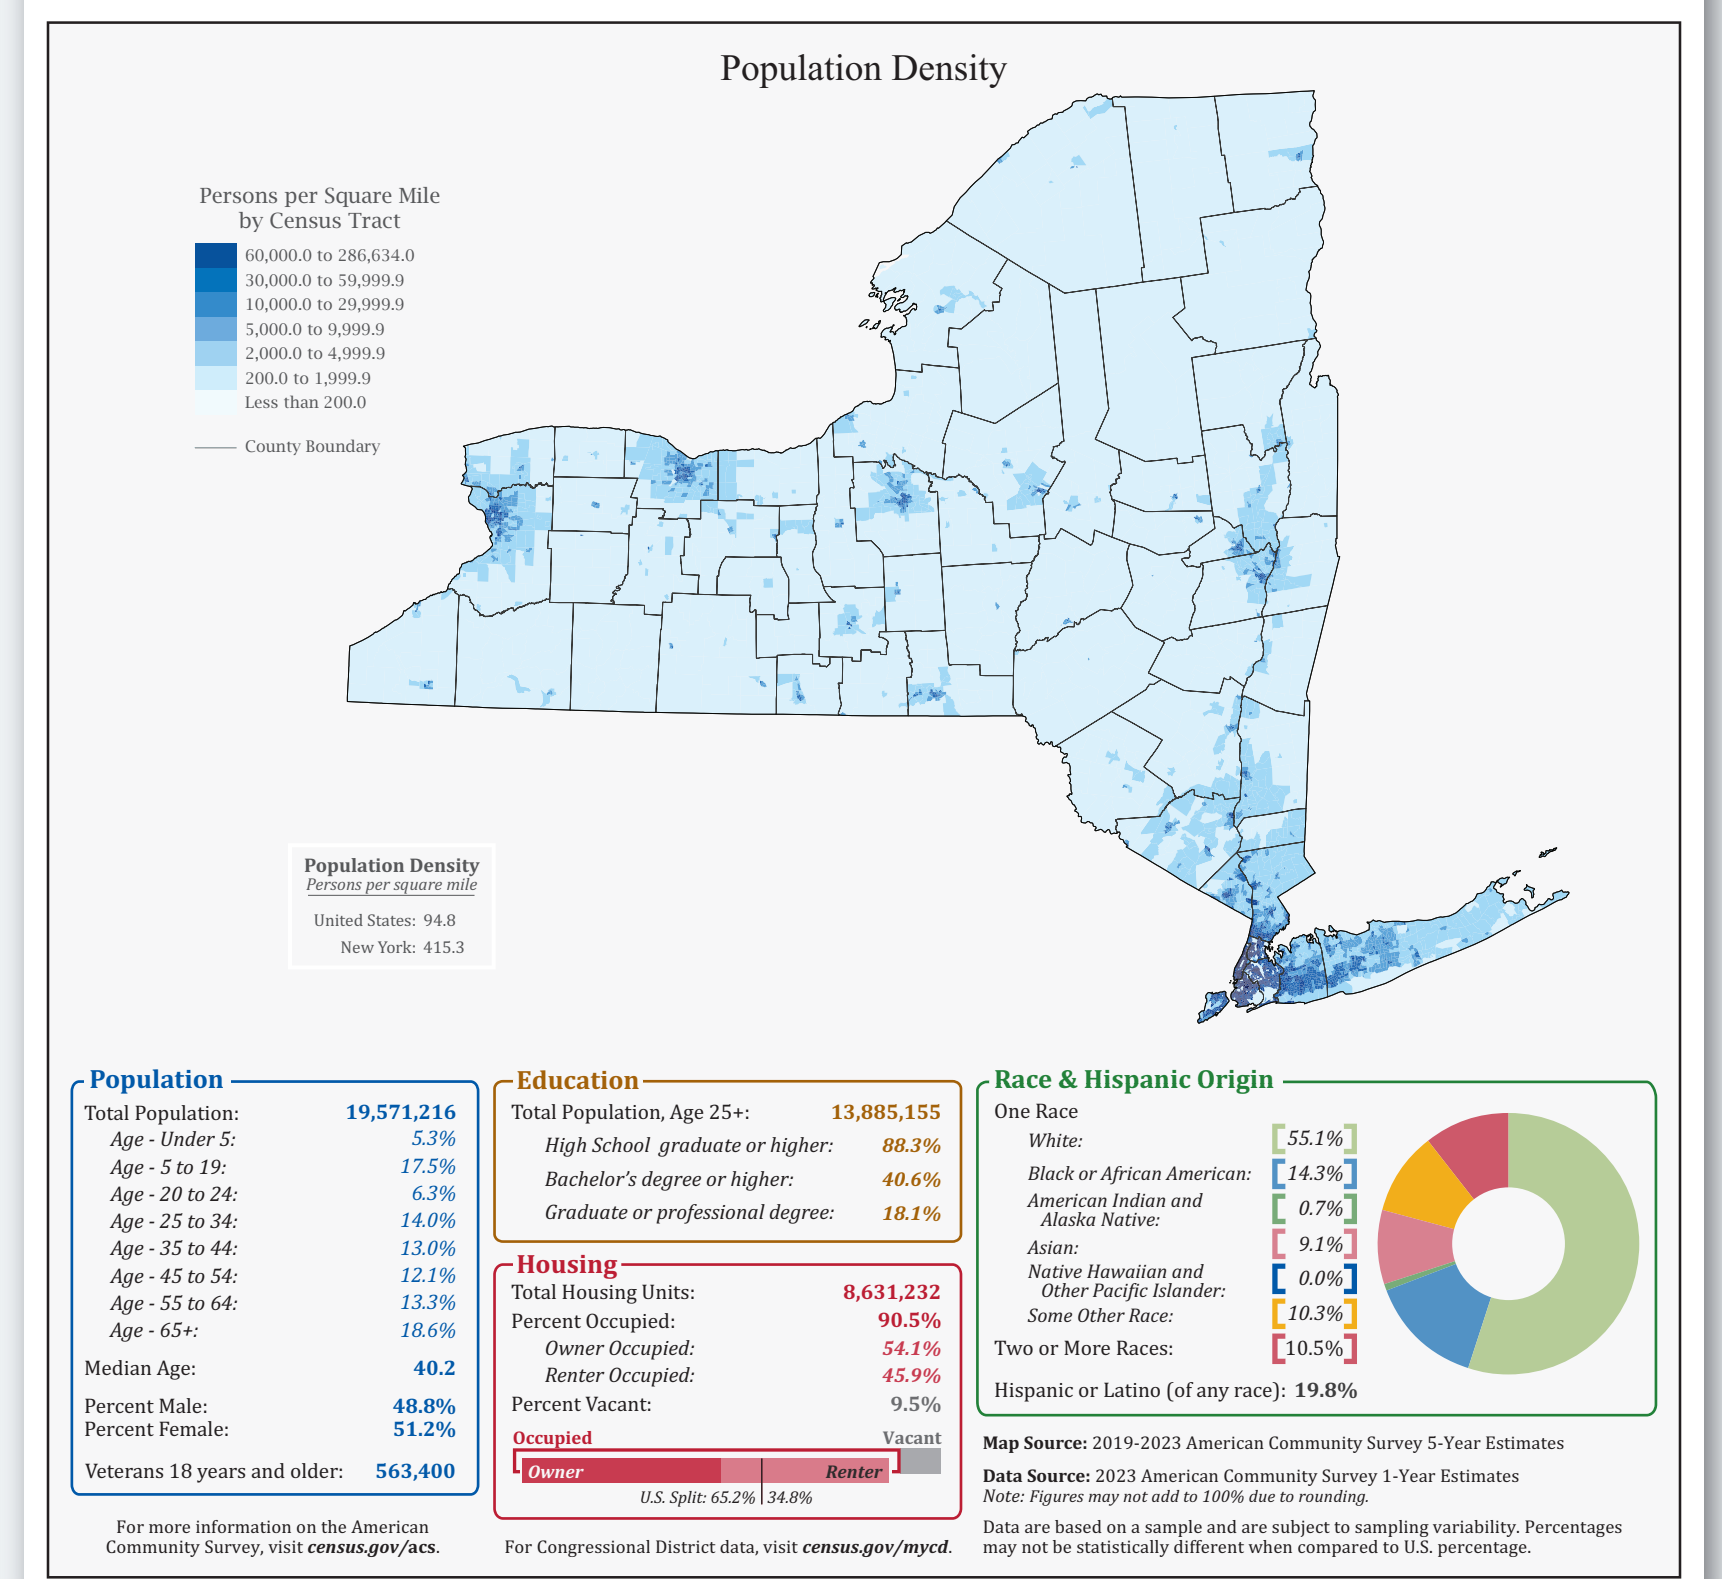 Population Density
Persons per Square Mile
by Census Tract
60,000.0 to 286,634.0
30,000.0 to 59,999.9
10,000.0 to 29,999.9
5,000.0 to 9,999.9
2,000.0 to 4,999.9
200.0 to 1,999.9
Less than 200.0
County Boundary
Population Density
Persons per square mile
United States: 94.8
New York: 415.3
Population
Total Population: 19,571,216
Age - Under 5: 5.3%
Age - 5 to 19: 17.5%
Age - 20 to 24: 6.3%
Age - 25 to 34: 14.0%
Age - 35 to 44: 13.0%
Age - 45 to 54: 12.1%
Age - 55 to 64: 13.3%
Age - 65+: 18.6%
Median Age: 40.2
Percent Male: 48.8%
Percent Female: 51.2%
Veterans 18 years and older: 563,400
For more information on the American
Community Survey, visit census.gov/acs.
Education
Total Population, Age 25+: 13,885,155
High School graduate or higher: 88.3%
Bachelor's degree or higher: 40.6%
Graduate or professional degree: 18.1%
Housing
Total Housing Units: 8,631,232
Percent Occupied: 90.5%
Owner Occupied: 54.1%
Renter Occupied: 45.9%
Percent Vacant: 9.5%
Occupied Vacant
Owner Renter
U.S. Split: 65.2% 34.8%
For Congressional District data, visit census.gov/mycd.
Race & Hispanic Origin
One Race
White: 55.1%
Black or African American: 14.3%
American Indian and
Alaska Native: 0.7%
Asian: 9.1%
Native Hawaiian and
Other Pacific Islander: 0.0%
Some Other Race: 10.3%
Two or More Races: 10.5%
Hispanic or Latino (of any race): 19.8%
Map Source: 2019-2023 American Community Survey 5-Year Estimates
Data Source: 2023 American Community Survey 1-Year Estimates
Note: Figures may not add to 100% due to rounding.
Data are based on a sample and are subject to sampling variability. Percentages
may not be statistically different when compared to U.S. percentage.